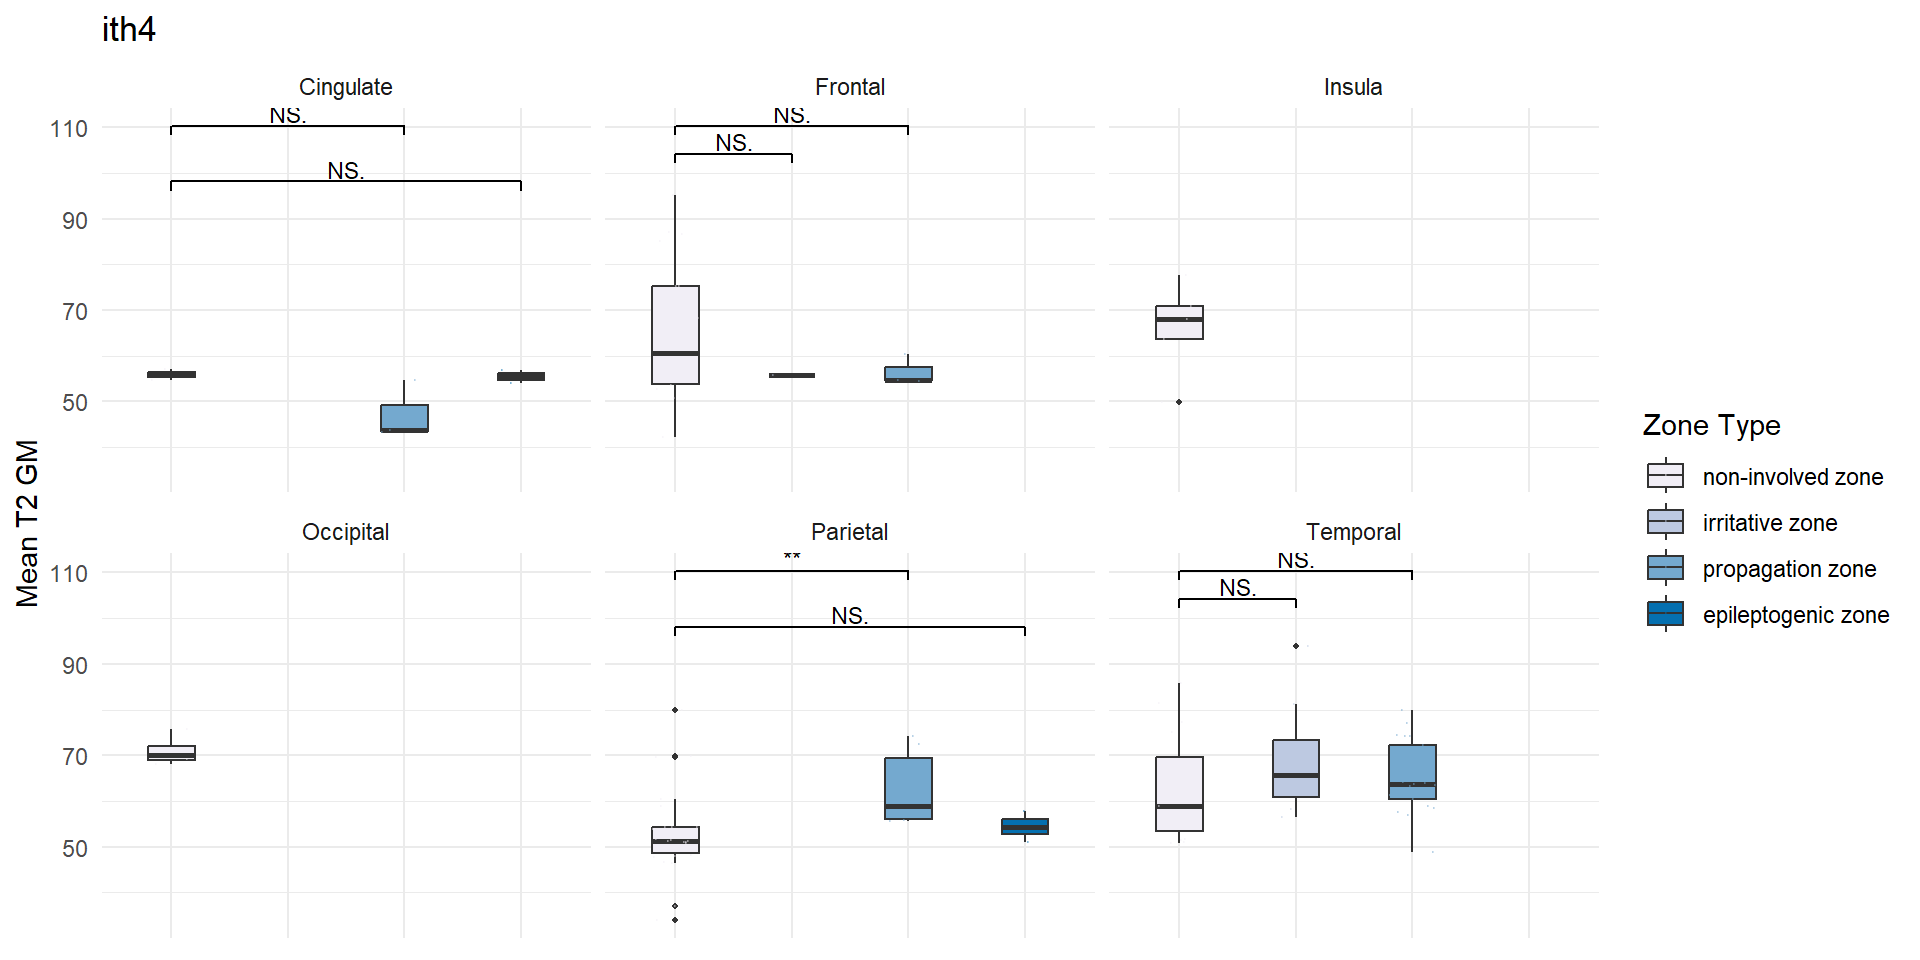 ith4
Cingulate
Frontal
Insula
NS.
NS.
NS.
NS.
110
90
70
50
Mean T2 GM
Occipital
Parietal
Temporal
**
NS.
NS.
NS.
110
90
70
50
Zone Type
non-involved zone
irritative zone
propagation zone
epileptogenic zone